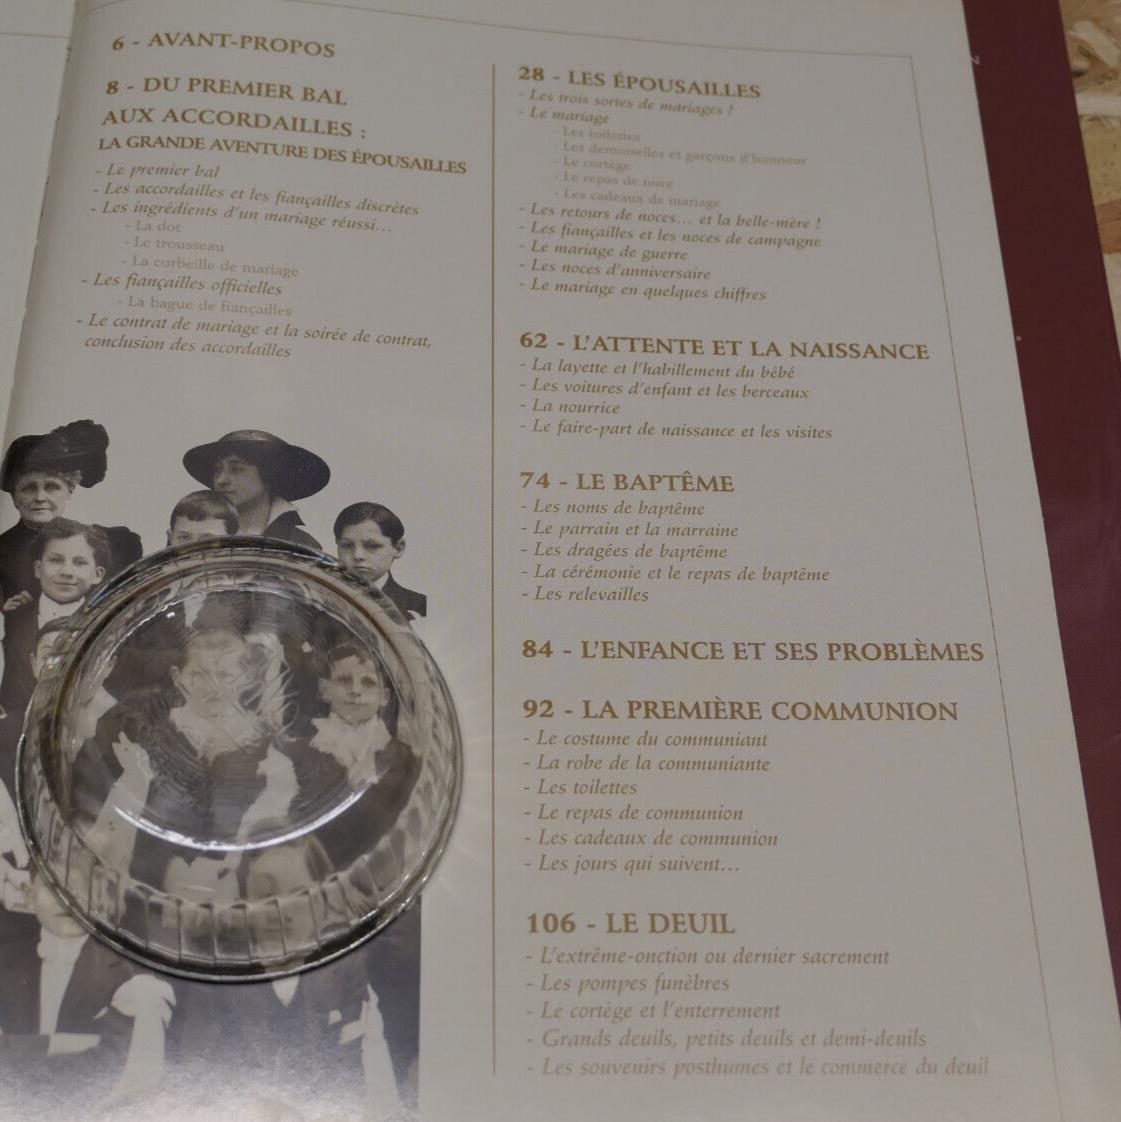 6 - AVANT-PROPOS
8 - DU PREMIER BAL
AUX ACCORDAILLES :
LA GRANDE AVENTURE DES ÉPOUSAILLES
- Le premier bal
- Les accordailles et les fiançailles discrètes
- Les ingrédients d'un mariage réussi...
- La dot
- Le trousseau
- La corbeille de mariage
- Les fiançailles officielles
- La bague de fiançailles
- Le contrat de mariage et la soirée de contrat,
conclusion des accordailles
28 - LES ÉPOUSAILLES
- Les trois sortes de mariages !
- Le mariage
- Les toilettes
- Les demoiselles et garçons d'honneur
- Le cortège
- Le repas de noce
- Les cadeaux de mariage
- Les retours de noces... et la belle-mère !
- Les fiançailles et les noces de campagne
- Le mariage de guerre
- Les noces d'anniversaire
- Le mariage en quelques chiffres
62 - L'ATTENTE ET LA NAISSANCE
- La layette et l'habillement du bébé
- Les voitures d'enfant et les berceaux
- La nourrice
- Le faire-part de naissance et les visites
74 - LE BAPTÊME
- Les noms de baptême
- Le parrain et la marraine
- Les dragées de baptême
- La cérémonie et le repas de baptême
- Les relevailles
84 - L'ENFANCE ET SES PROBLÈMES
92 - LA PREMIÈRE COMMUNION
- Le costume du communiant
- La robe de la communiante
- Les toilettes
- Le repas de communion
- Les cadeaux de communion
- Les jours qui suivent...
106 - LE DEUIL
- L'extrême-onction ou dernier sacrement
- Les pompes funèbres
- Le cortège et l'enterrement
- Grands deuils, petits deuils et demi-deuils
- Les souvenirs posthumes et le commerce du deuil